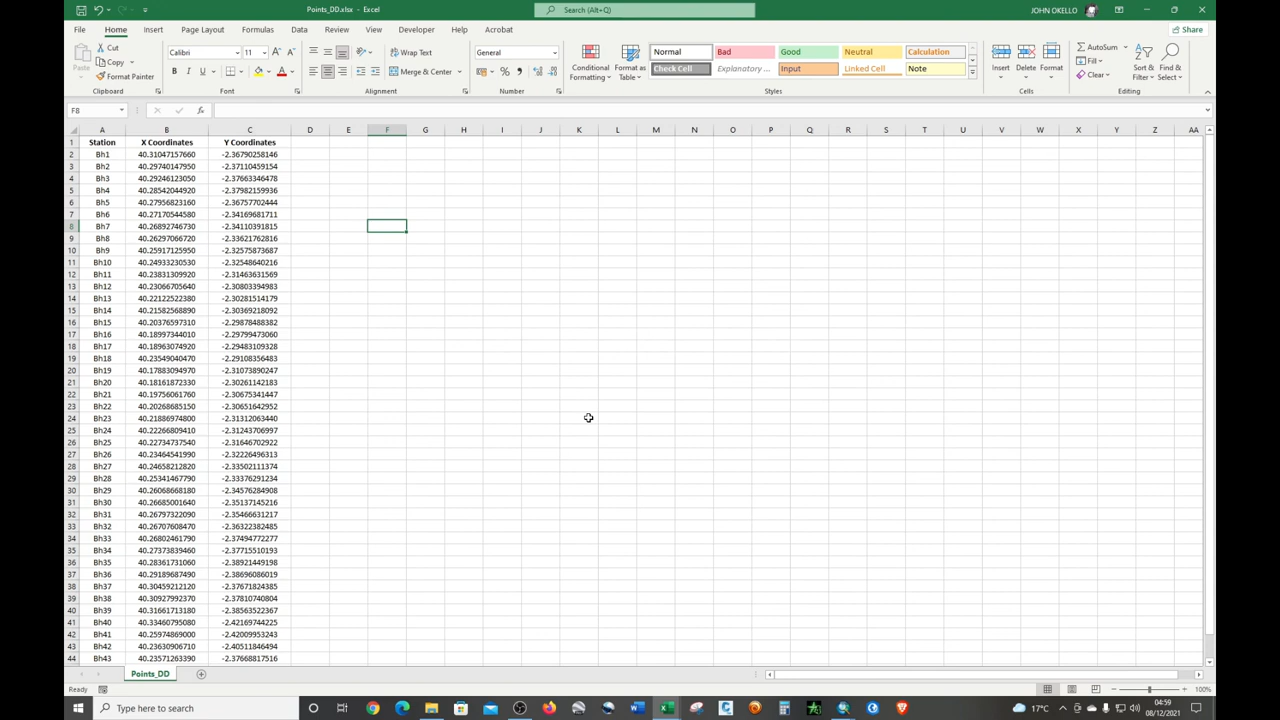 Points_DD.xlsx - Excel
Search (Alt+Q)
JOHN OKELLO
File Home Insert Page Layout Formulas Data Review View Developer Help Acrobat Share
Paste
Cut
Copy
Format Painter
Clipboard
Calibri 11
B I U
Font
Wrap Text
Merge & Center
Alignment
General
Number
Conditional Formatting
Format as Table
Normal Bad Good Neutral Calculation
Check Cell Explanatory ... Input Linked Cell Note
Styles
Insert Delete Format
Cells
AutoSum
Fill
Clear
Sort & Filter
Find & Select
Editing
F8
A B C D E F G H I J K L M N O P Q R S T U V W X Y Z AA
1 Station X Coordinates Y Coordinates
2 Bh1 40.31047157660 -2.36790258146
3 Bh2 40.29740147950 -2.37110459154
4 Bh3 40.29246123050 -2.37663346478
5 Bh4 40.28542044920 -2.37982159936
6 Bh5 40.27956823160 -2.36757702444
7 Bh6 40.27170544580 -2.34169681711
8 Bh7 40.26892746730 -2.34110391815
9 Bh8 40.26297066720 -2.33621762816
10 Bh9 40.25917125950 -2.32575873687
11 Bh10 40.24933230530 -2.32548640216
12 Bh11 40.23831309920 -2.31463631569
13 Bh12 40.23066705640 -2.30803394983
14 Bh13 40.22122522380 -2.30281514179
15 Bh14 40.21582568890 -2.30369218092
16 Bh15 40.20376597310 -2.29878488382
17 Bh16 40.18997344010 -2.29799473060
18 Bh17 40.18963074920 -2.29483109328
19 Bh18 40.23549040470 -2.29108356483
20 Bh19 40.17883094970 -2.31073890247
21 Bh20 40.18161872330 -2.30261142183
22 Bh21 40.19756061760 -2.30675341447
23 Bh22 40.20268685150 -2.30651642952
24 Bh23 40.21886974800 -2.31312063440
25 Bh24 40.22266809410 -2.31243706997
26 Bh25 40.22734737540 -2.31646702922
27 Bh26 40.23464541990 -2.32226496313
28 Bh27 40.24658212820 -2.33502111374
29 Bh28 40.25341467790 -2.33376291234
30 Bh29 40.26068668180 -2.34576284908
31 Bh30 40.26685001640 -2.35137145216
32 Bh31 40.26797322090 -2.35466631217
33 Bh32 40.26707608470 -2.36322382485
34 Bh33 40.26802461790 -2.37494772277
35 Bh34 40.27373839460 -2.37715510193
36 Bh35 40.28361731060 -2.38921449198
37 Bh36 40.29189687490 -2.38696086019
38 Bh37 40.30459212120 -2.37671824385
39 Bh38 40.30927992370 -2.37810740804
40 Bh39 40.31661713180 -2.38563522367
41 Bh40 40.33460795080 -2.42169744225
42 Bh41 40.25974869000 -2.42009953243
43 Bh42 40.23630906710 -2.40511846494
44 Bh43 40.23571263390 -2.37668817516
Points_DD
Ready
100%
Type here to search
17°C
04:59
08/12/2021